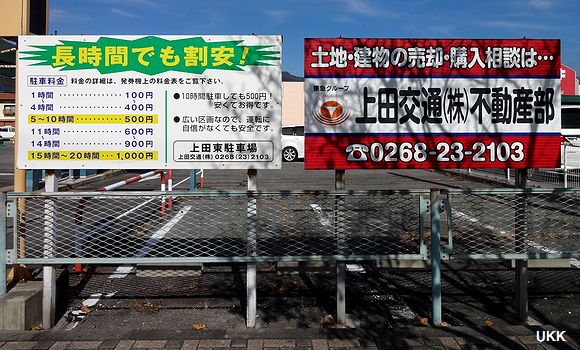 長時間でも割安!
駐車料金 料金の詳細は、発券機上の料金表をご覧下さい。
1時間 100円
4時間 400円
5〜10時間 500円
11時間 600円
14時間 900円
15時間〜20時間 1,000円
●10時間駐車しても500円!
安くてお得です。
●広い区画なので、運転に
自信がなくても安全です。
上田東駐車場
上田交通(株) 0268(23)2103
土地・建物の売却・購入相談は…
東急グループ
上田交通(株)不動産部
☎0268-23-2103
UKK